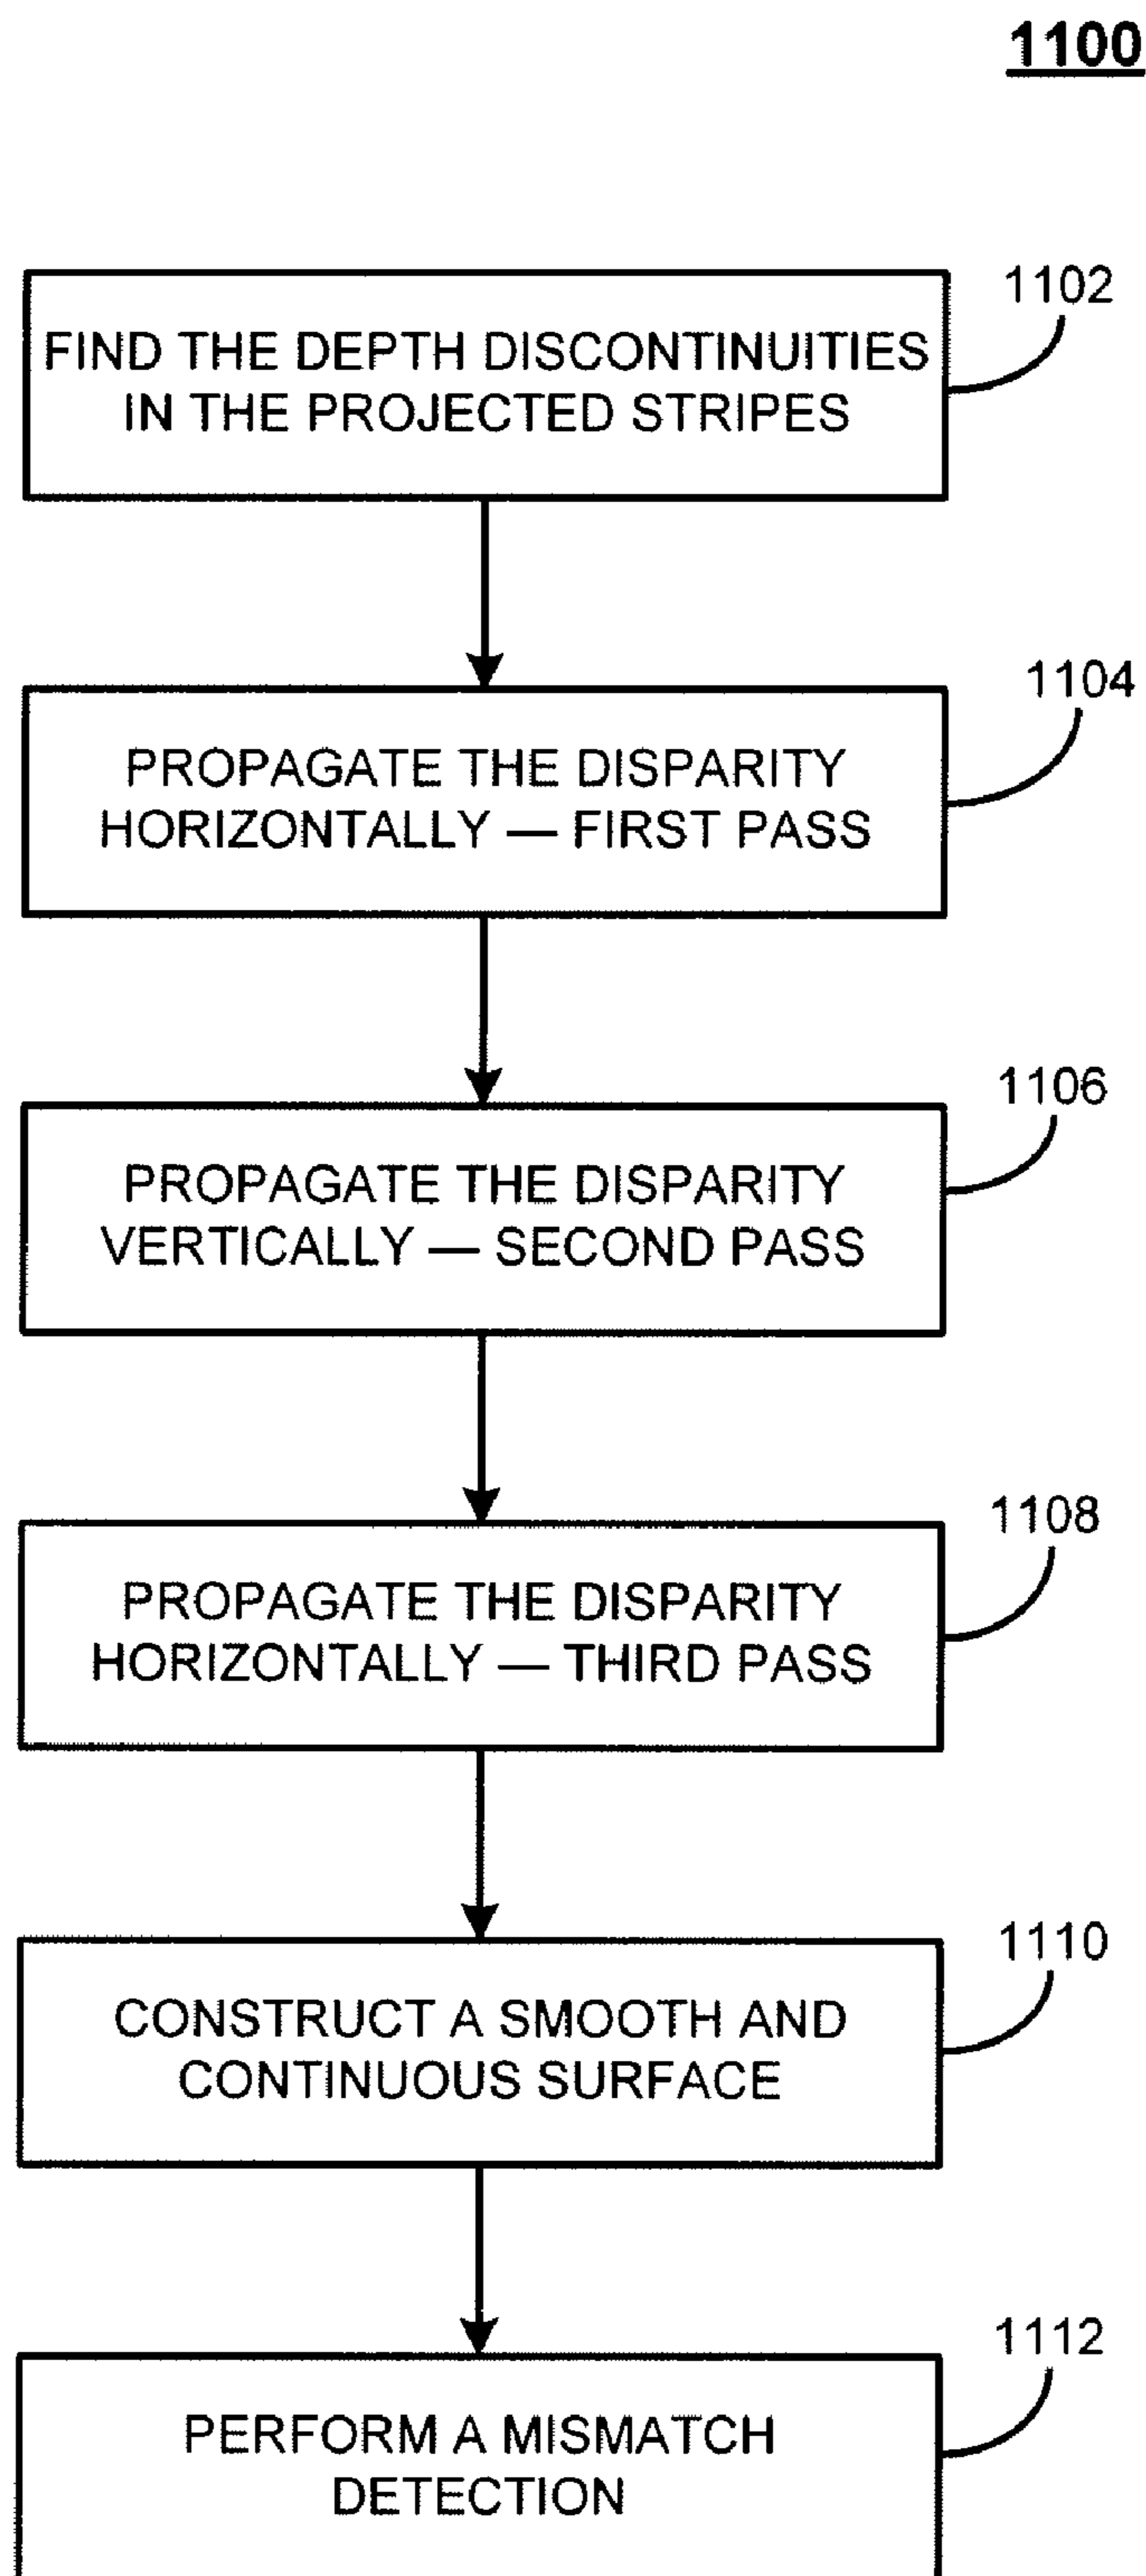 1100
1102
FIND THE DEPTH DISCONTINUITIES
IN THE PROJECTED STRIPES
1104
PROPAGATE THE DISPARITY
HORIZONTALLY — FIRST PASS
1106
PROPAGATE THE DISPARITY
VERTICALLY — SECOND PASS
1108
PROPAGATE THE DISPARITY
HORIZONTALLY — THIRD PASS
1110
CONSTRUCT A SMOOTH AND
CONTINUOUS SURFACE
1112
PERFORM A MISMATCH
DETECTION